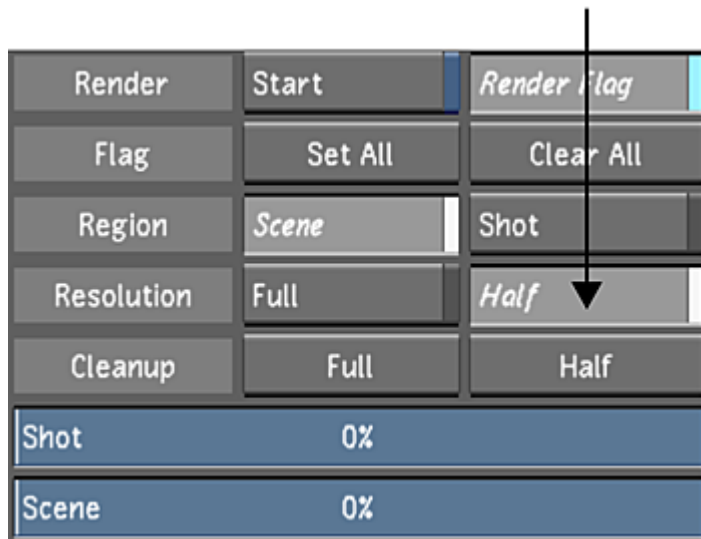 Render Start Render Flag
Flag Set All Clear All
Region Scene Shot
Resolution Full Half
Cleanup Full Half
Shot 0%
Scene 0%